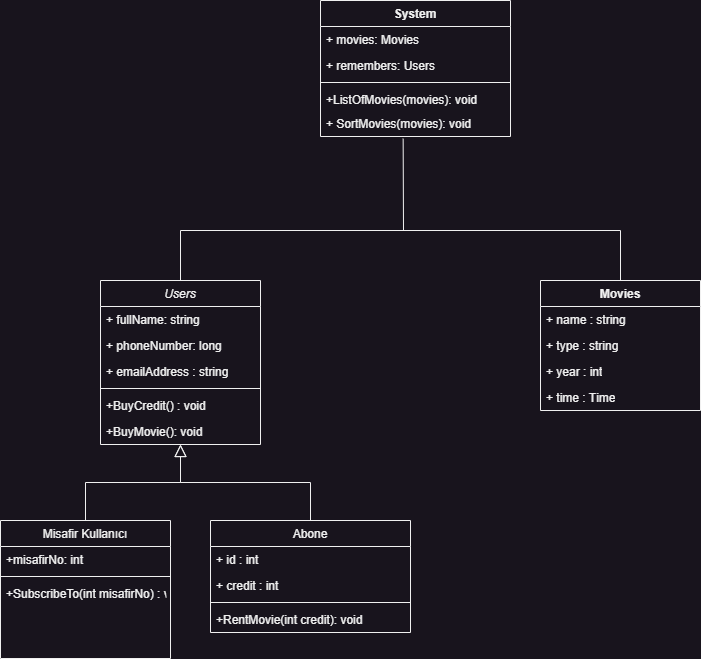 System
+ movies: Movies
+ remembers: Users
+ListOfMovies(movies): void
+ SortMovies(movies): void
Users
+ fullName: string
+ phoneNumber: long
+ emailAddress : string
+BuyCredit() : void
+BuyMovie(): void
Movies
+ name : string
+ type : string
+ year : int
+ time : Time
Misafir Kullanıcı
+misafirNo: int
+SubscribeTo(int misafirNo) :
Abone
+ id : int
+ credit : int
+RentMovie(int credit): void